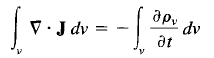 ∫_v ∇̄ · J dv = − ∫_v ∂ρ_v/∂t dv